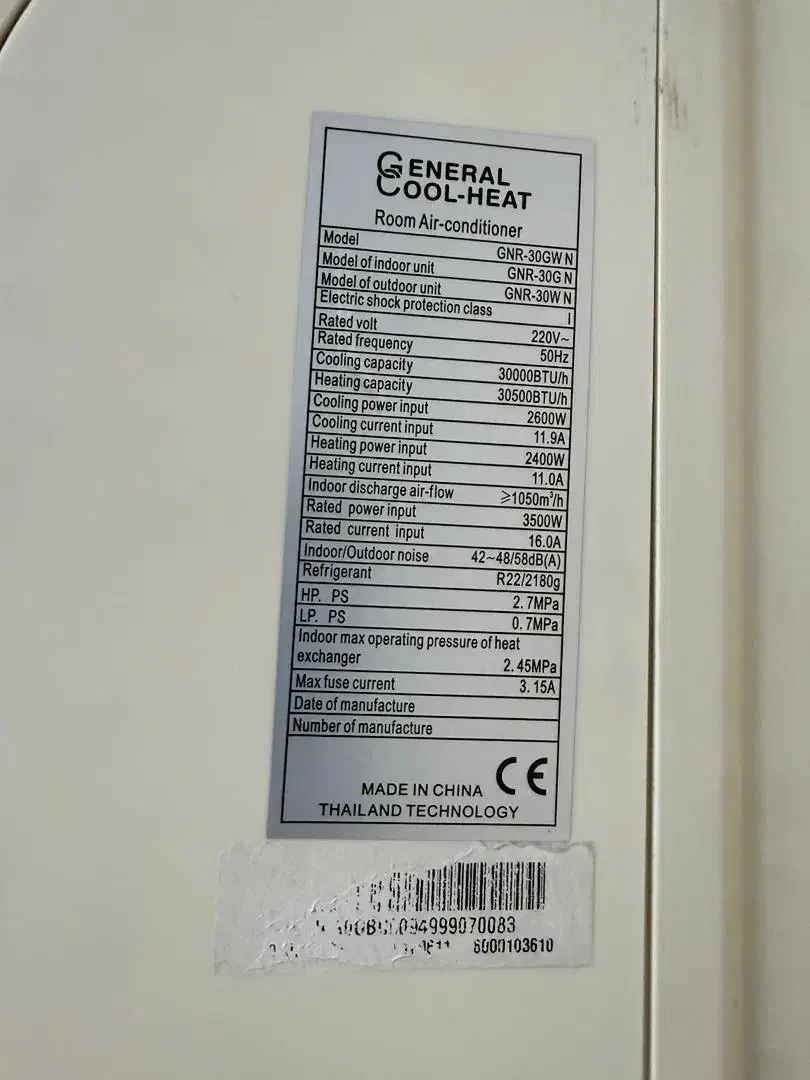 GENERAL
COOL-HEAT
Room Air-conditioner
Model GNR-30GW N
Model of indoor unit GNR-30G N
Model of outdoor unit GNR-30W N
Electric shock protection class I
Rated volt 220V~
Rated frequency 50Hz
Cooling capacity 30000BTU/h
Heating capacity 30500BTU/h
Cooling power input 2600W
Cooling current input 11.9A
Heating power input 2400W
Heating current input 11.0A
Indoor discharge air-flow ≥1050m³/h
Rated power input 3500W
Rated current input 16.0A
Indoor/Outdoor noise 42~48/58dB(A)
Refrigerant R22/2180g
HP. PS 2.7MPa
LP. PS 0.7MPa
Indoor max operating pressure of heat
exchanger 2.45MPa
Max fuse current 3.15A
Date of manufacture
Number of manufacture
CE
MADE IN CHINA
THAILAND TECHNOLOGY
6000103610